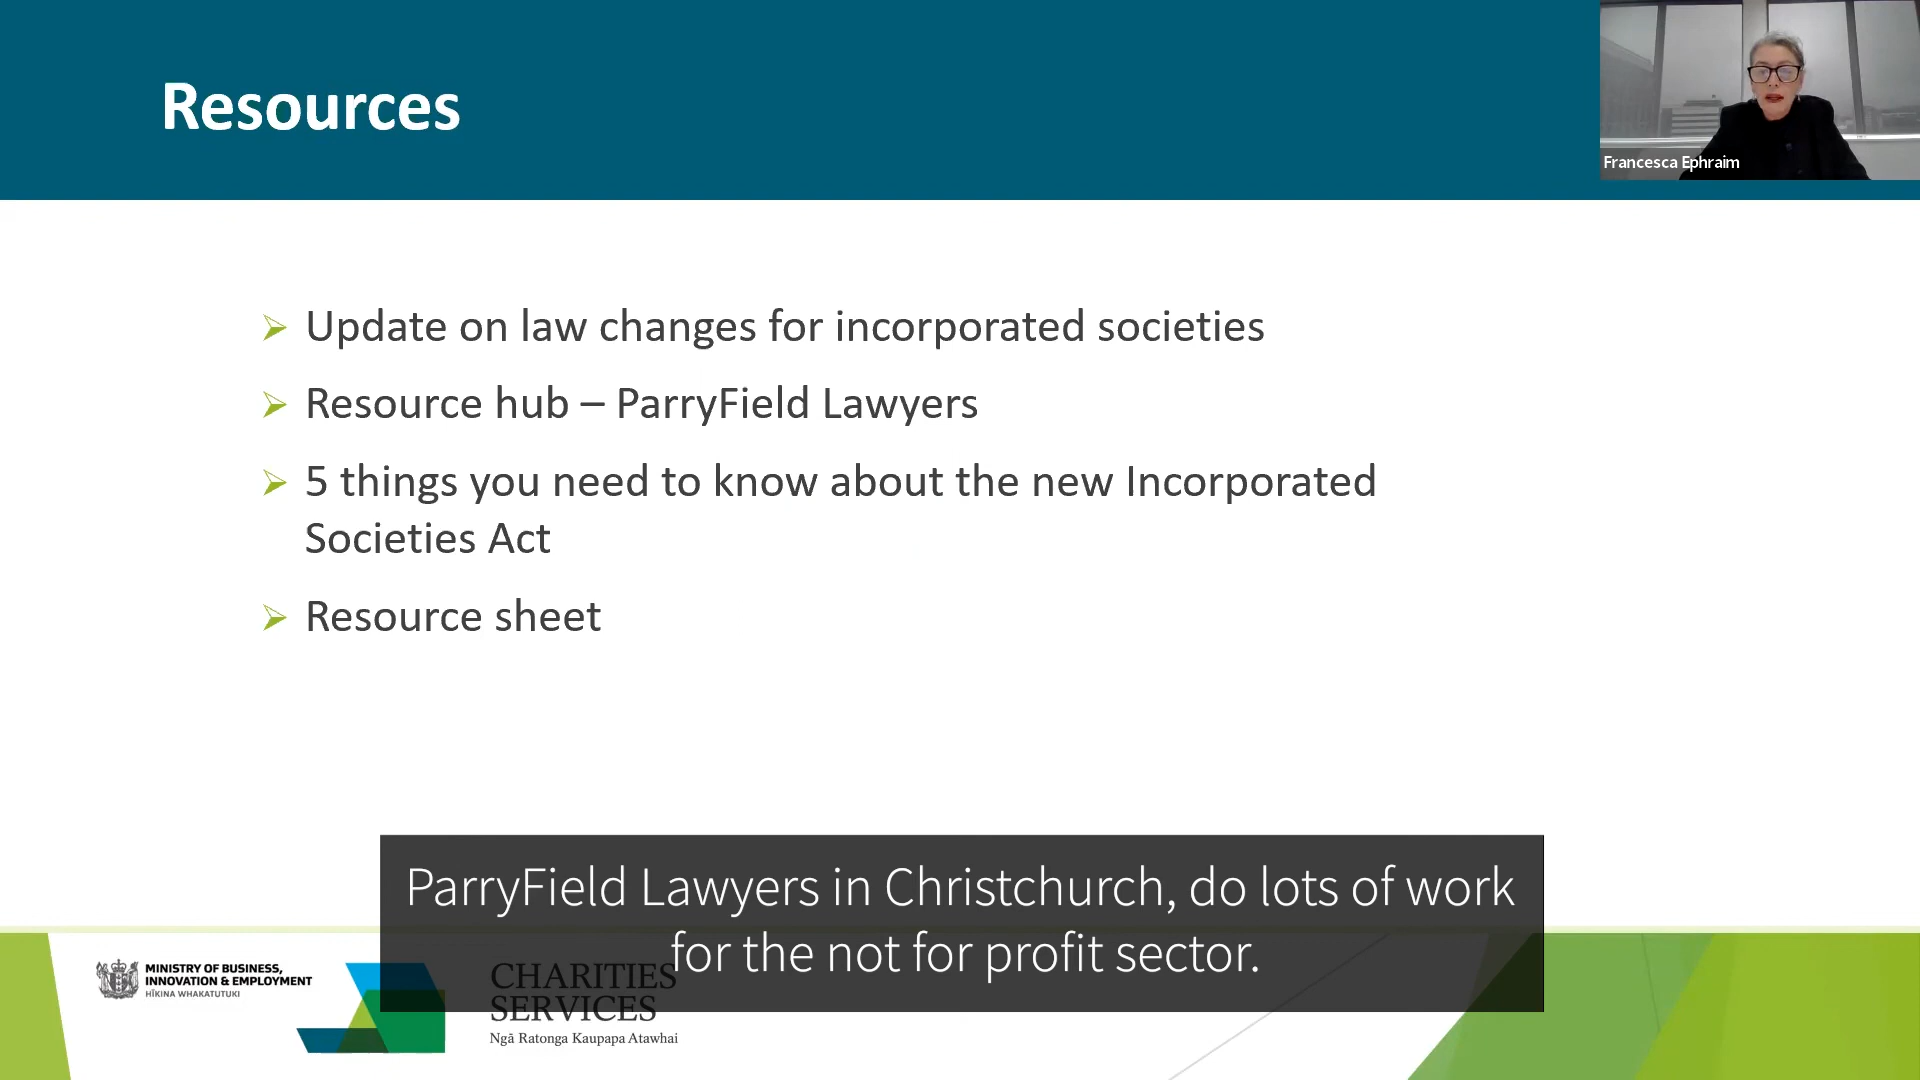 Resources
Francesca Ephraim
Update on law changes for incorporated societies
Resource hub – ParryField Lawyers
5 things you need to know about the new Incorporated
Societies Act
Resource sheet
ParryField Lawyers in Christchurch, do lots of work
for the not for profit sector.
MINISTRY OF BUSINESS,
INNOVATION & EMPLOYMENT
HĪKINA WHAKATUTUKI
CHARITIES
SERVICES
Ngā Ratonga Kaupapa Atawhai